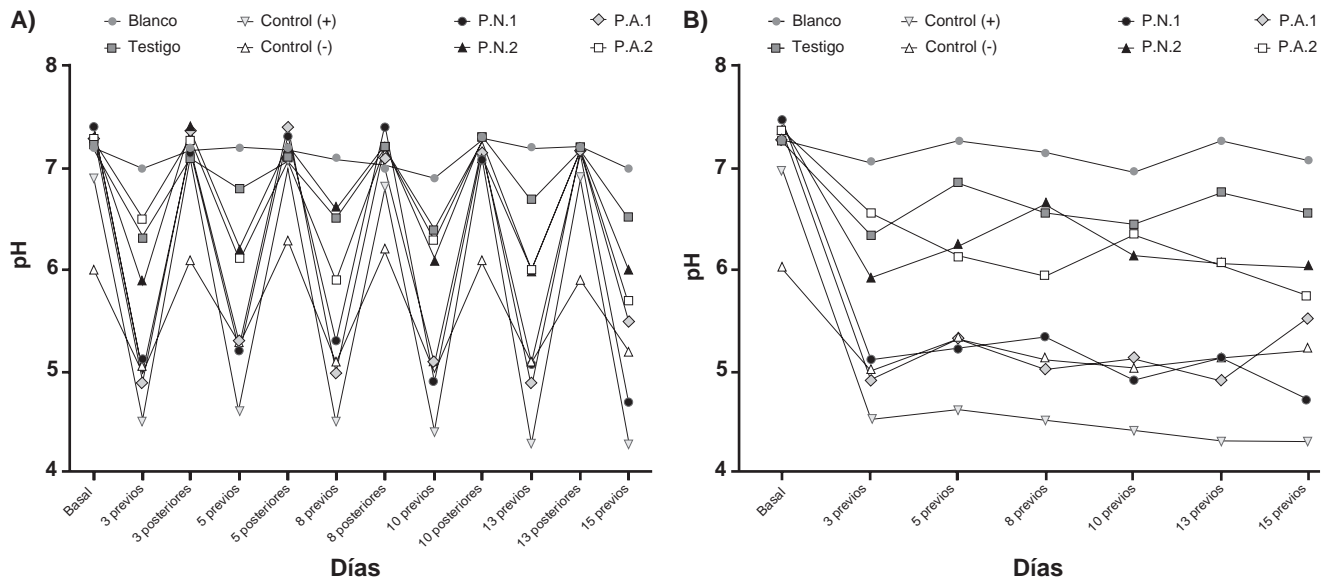 A)
Blanco Control (+) P.N.1 P.A.1
Testigo Control (-) P.N.2 P.A.2
8
7
6
5
4
pH
Basal
3 previos
3 posteriores
5 previos
5 posteriores
8 previos
8 posteriores
10 previos
10 posteriores
13 previos
13 posteriores
15 previos
Días
B)
Blanco Control (+) P.N.1 P.A.1
Testigo Control (-) P.N.2 P.A.2
8
7
6
5
4
pH
Basal
3 previos
5 previos
8 previos
10 previos
13 previos
15 previos
Días